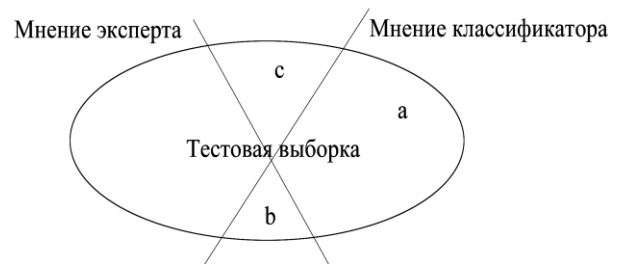 Мнение эксперта
Мнение классификатора
c
a
Тестовая выборка
b